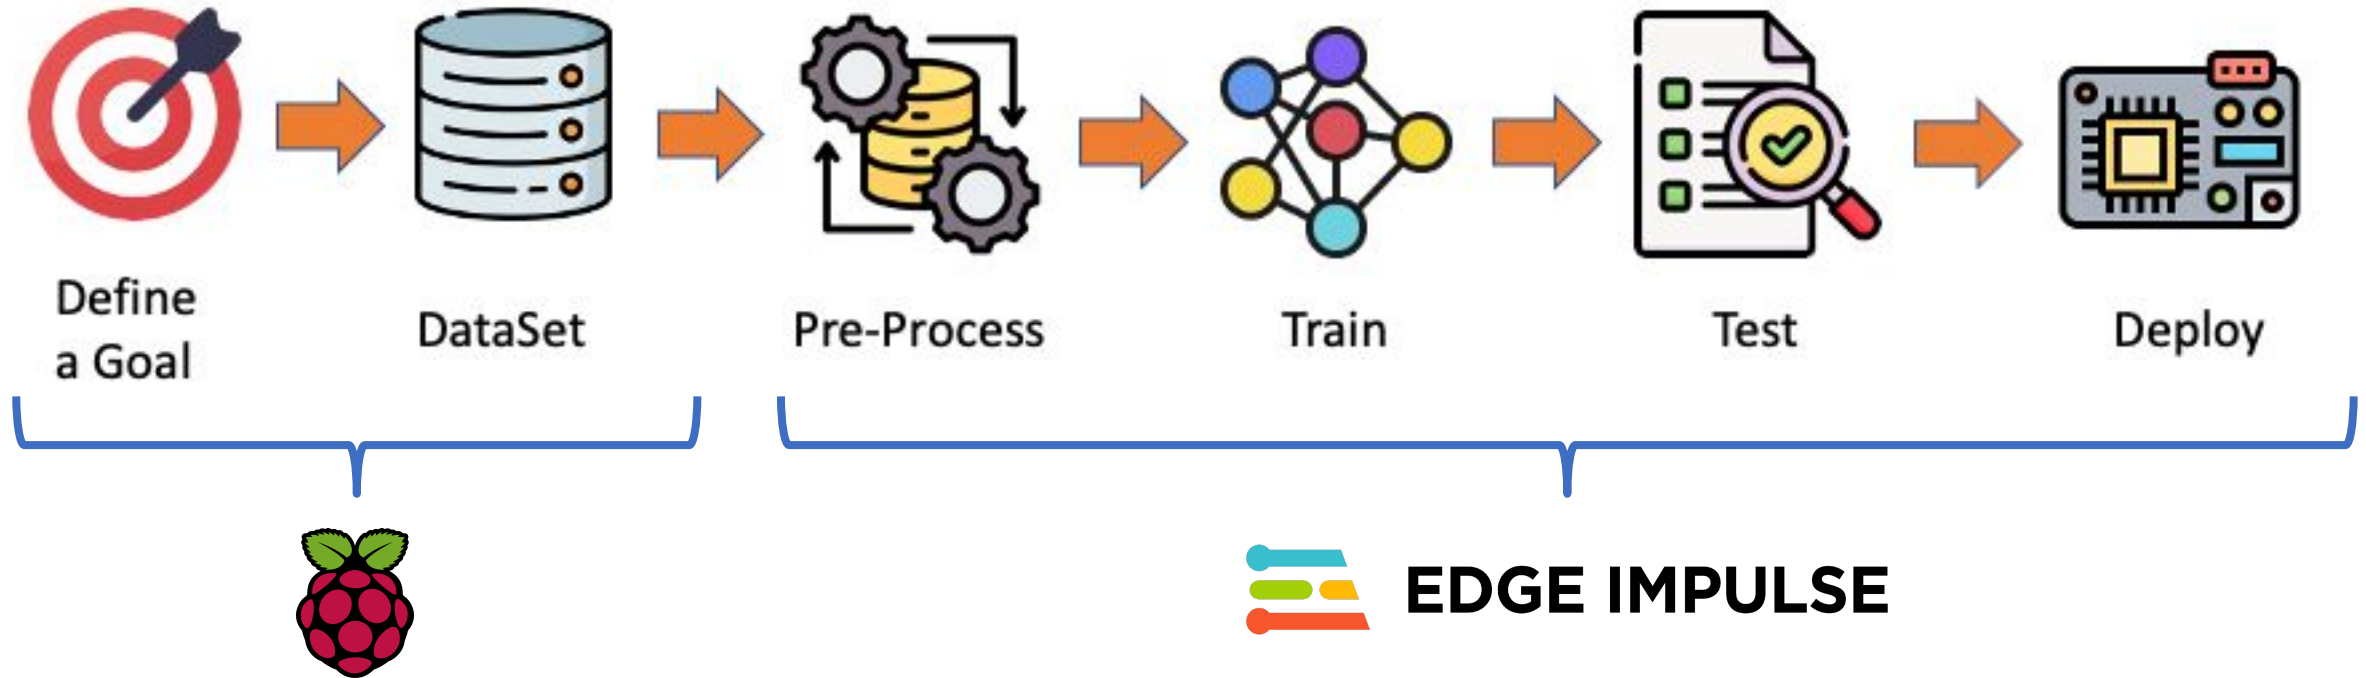 Define
a Goal
DataSet
Pre-Process
Train
Test
Deploy
EDGE IMPULSE